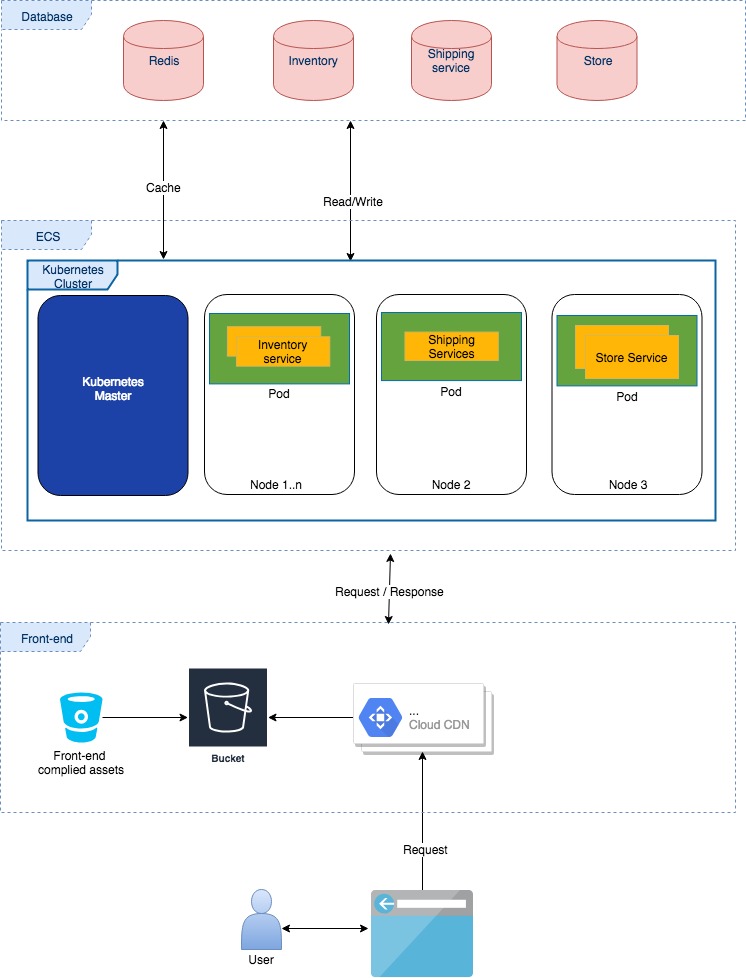 Database
Redis
Inventory
Shipping
service
Store
Cache
Read/Write
ECS
Kubernetes
Cluster
Kubernetes
Master
Inventory
service
Pod
Node 1..n
Shipping
Services
Pod
Node 2
Store Service
Pod
Node 3
Request / Response
Front-end
Front-end
complied assets
Bucket
...
Cloud CDN
Request
User